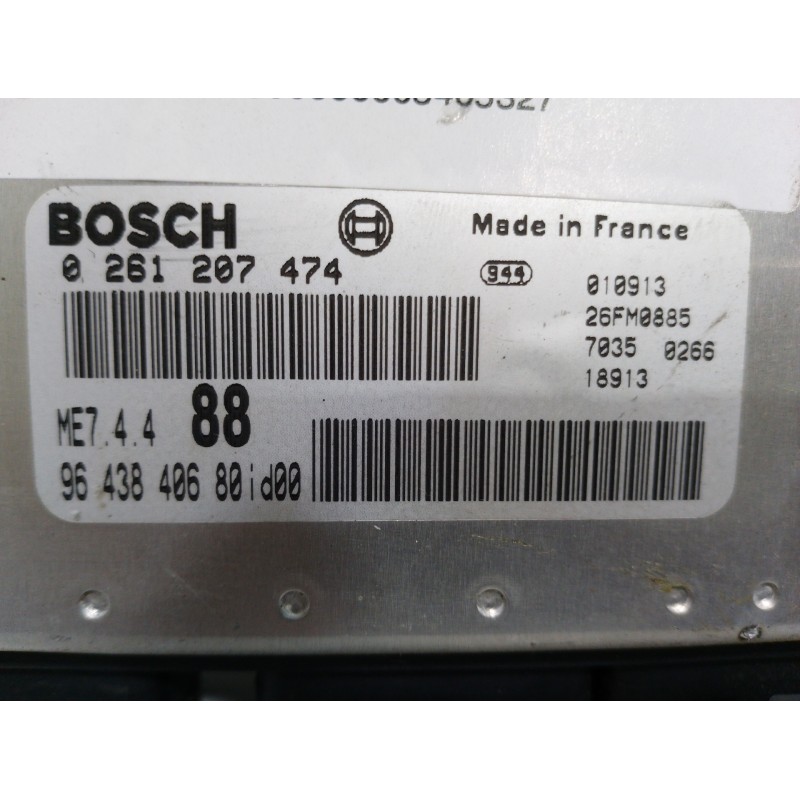 BOSCH
Made in France
0 261 207 474
944
010913
26FM0885
7035 0266
18913
ME7.4.4 88
96 438 406 80id00